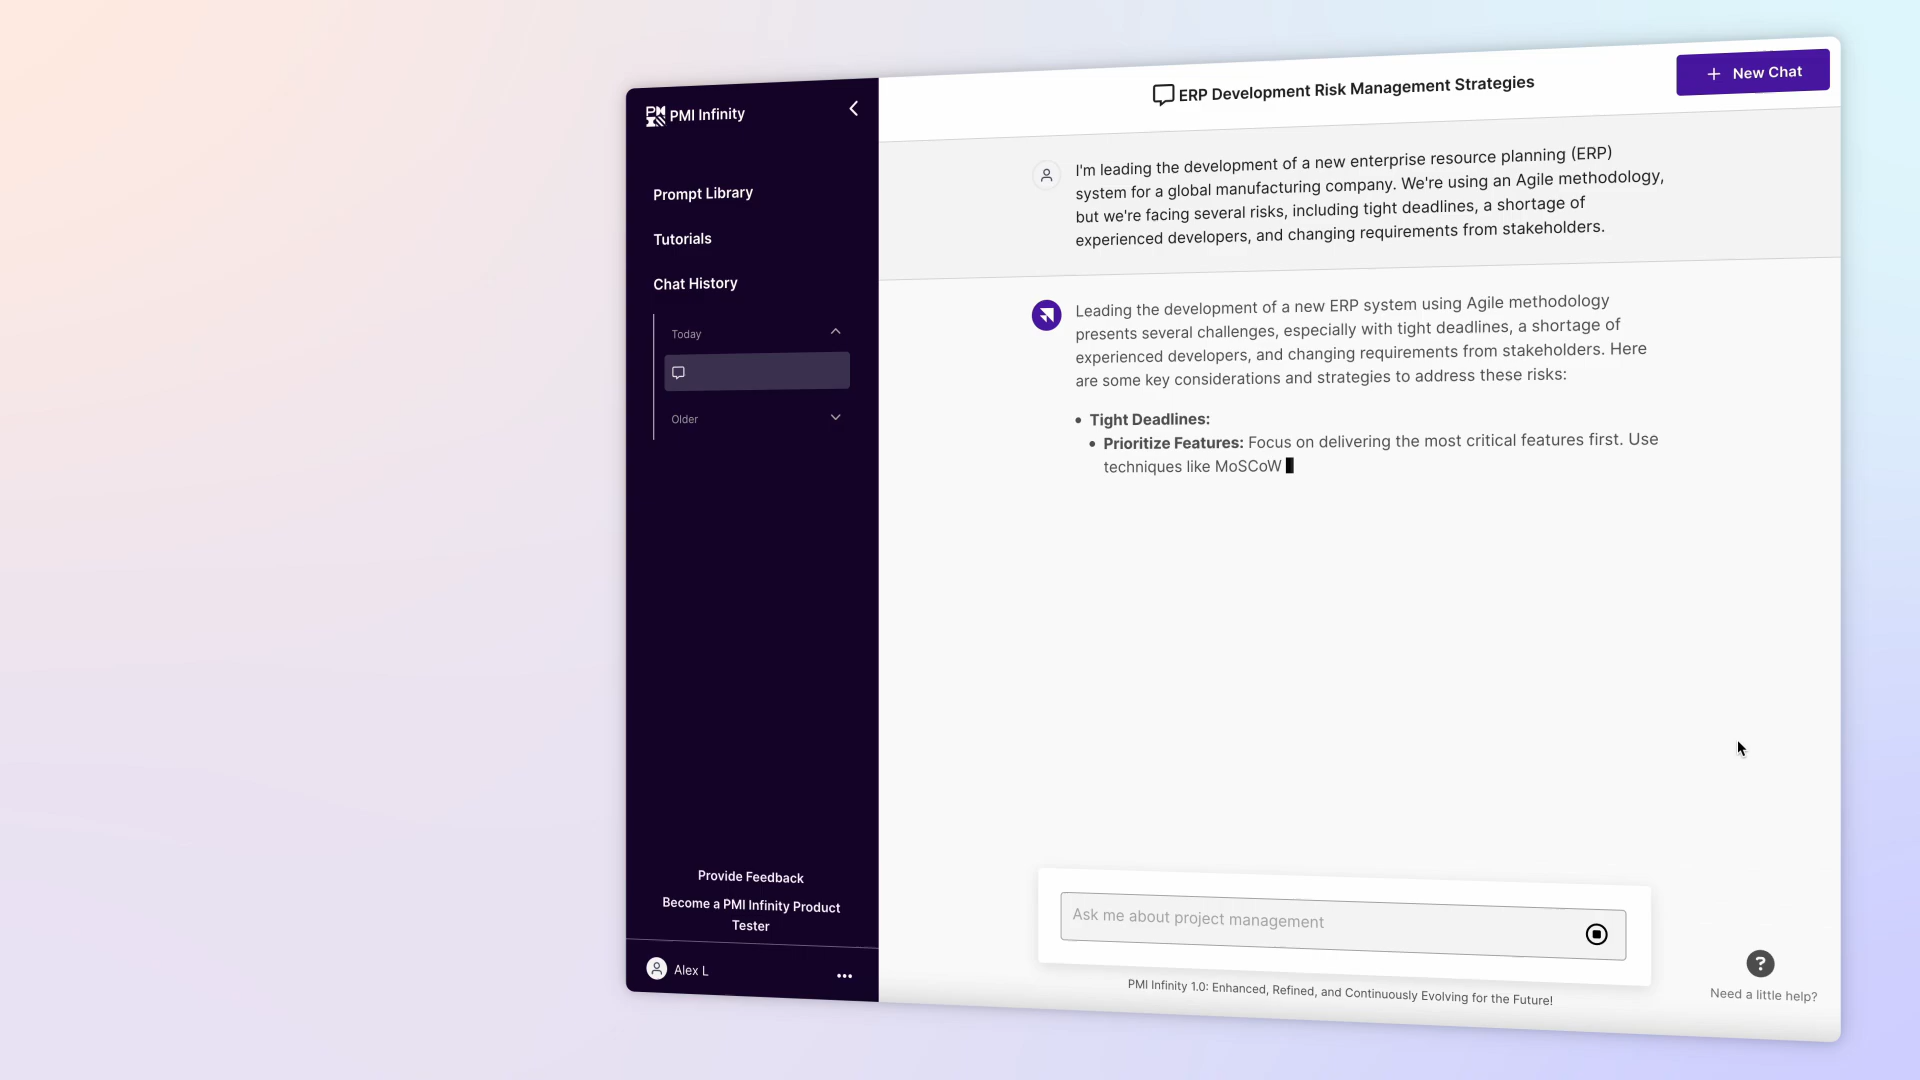 PMI Infinity
Prompt Library
Tutorials
Chat History
Today
Older
Provide Feedback
Become a PMI Infinity Product
Tester
Alex L
ERP Development Risk Management Strategies
+ New Chat
I'm leading the development of a new enterprise resource planning (ERP)
system for a global manufacturing company. We're using an Agile methodology,
but we're facing several risks, including tight deadlines, a shortage of
experienced developers, and changing requirements from stakeholders.
Leading the development of a new ERP system using Agile methodology
presents several challenges, especially with tight deadlines, a shortage of
experienced developers, and changing requirements from stakeholders. Here
are some key considerations and strategies to address these risks:
• Tight Deadlines:
• Prioritize Features: Focus on delivering the most critical features first. Use
techniques like MoSCoW
Ask me about project management
PMI Infinity 1.0: Enhanced, Refined, and Continuously Evolving for the Future!
?
Need a little help?